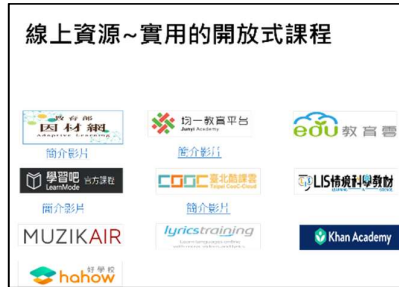 線上資源~實用的開放式課程
教育部
因材網
Adaptive Learning
均一教育平台
Junyi Academy
edu 教育雲
簡介影片
簡介影片
學習吧
LearnMode
官方課程
COOC 臺北酷課雲
Taipei CooC-Cloud
LIS情境科學教材
簡介影片
簡介影片
MUZIKAIR
lyricstraining
Khan Academy
好學校
hahow